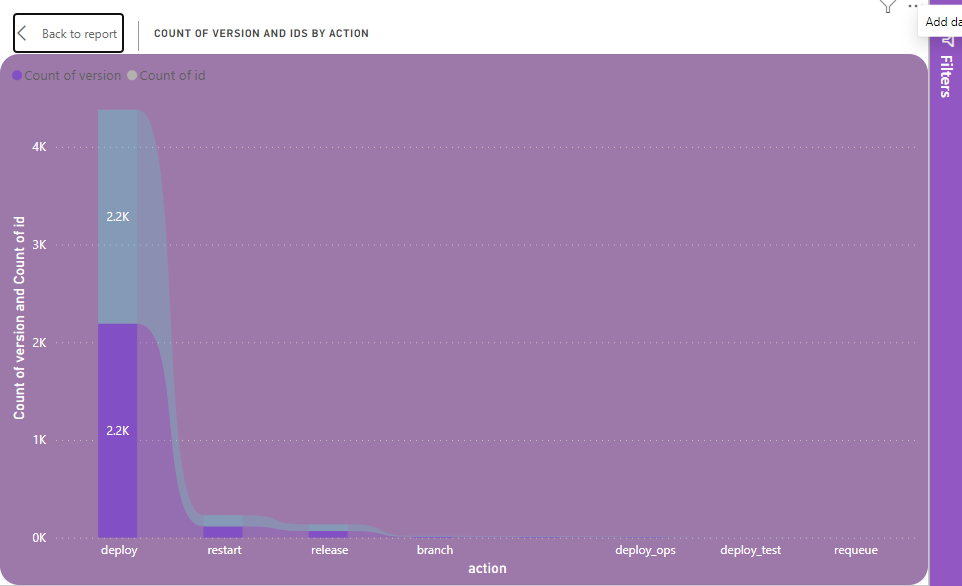 Back to report
COUNT OF VERSION AND IDS BY ACTION
Add da
Filters
Count of version Count of id
Count of version and Count of id
4K
3K
2K
1K
0K
2.2K
2.2K
deploy restart release branch deploy_ops deploy_test requeue
action